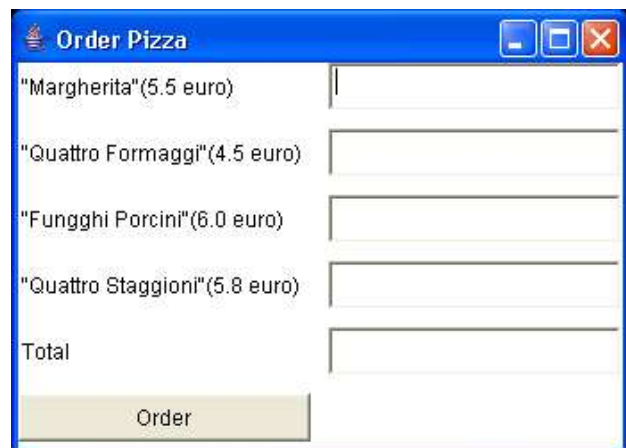 Order Pizza
"Margherita"(5.5 euro)
"Quattro Formaggi"(4.5 euro)
"Fungghi Porcini"(6.0 euro)
"Quattro Staggioni"(5.8 euro)
Total
Order